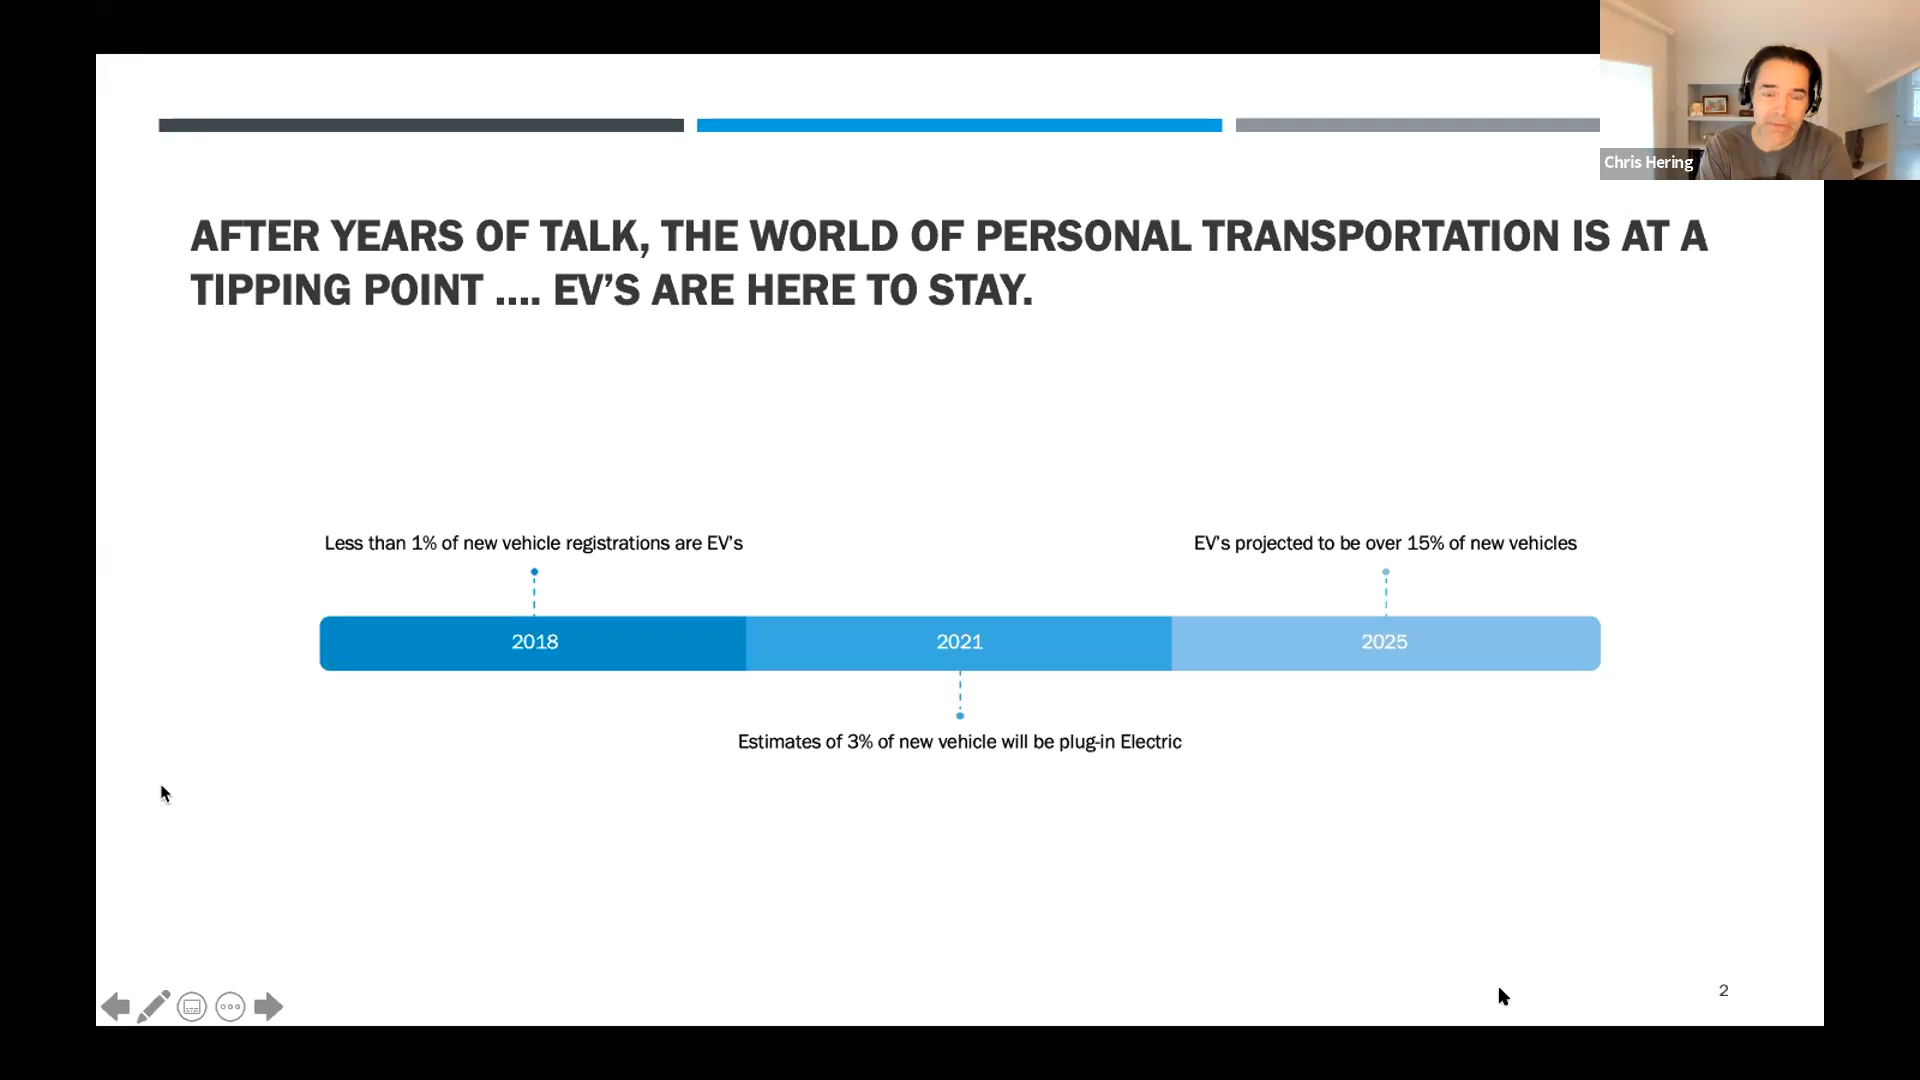 Chris Hering
AFTER YEARS OF TALK, THE WORLD OF PERSONAL TRANSPORTATION IS AT A
TIPPING POINT .... EV’S ARE HERE TO STAY.
Less than 1% of new vehicle registrations are EV’s
EV’s projected to be over 15% of new vehicles
2018
2021
2025
Estimates of 3% of new vehicle will be plug-in Electric
2